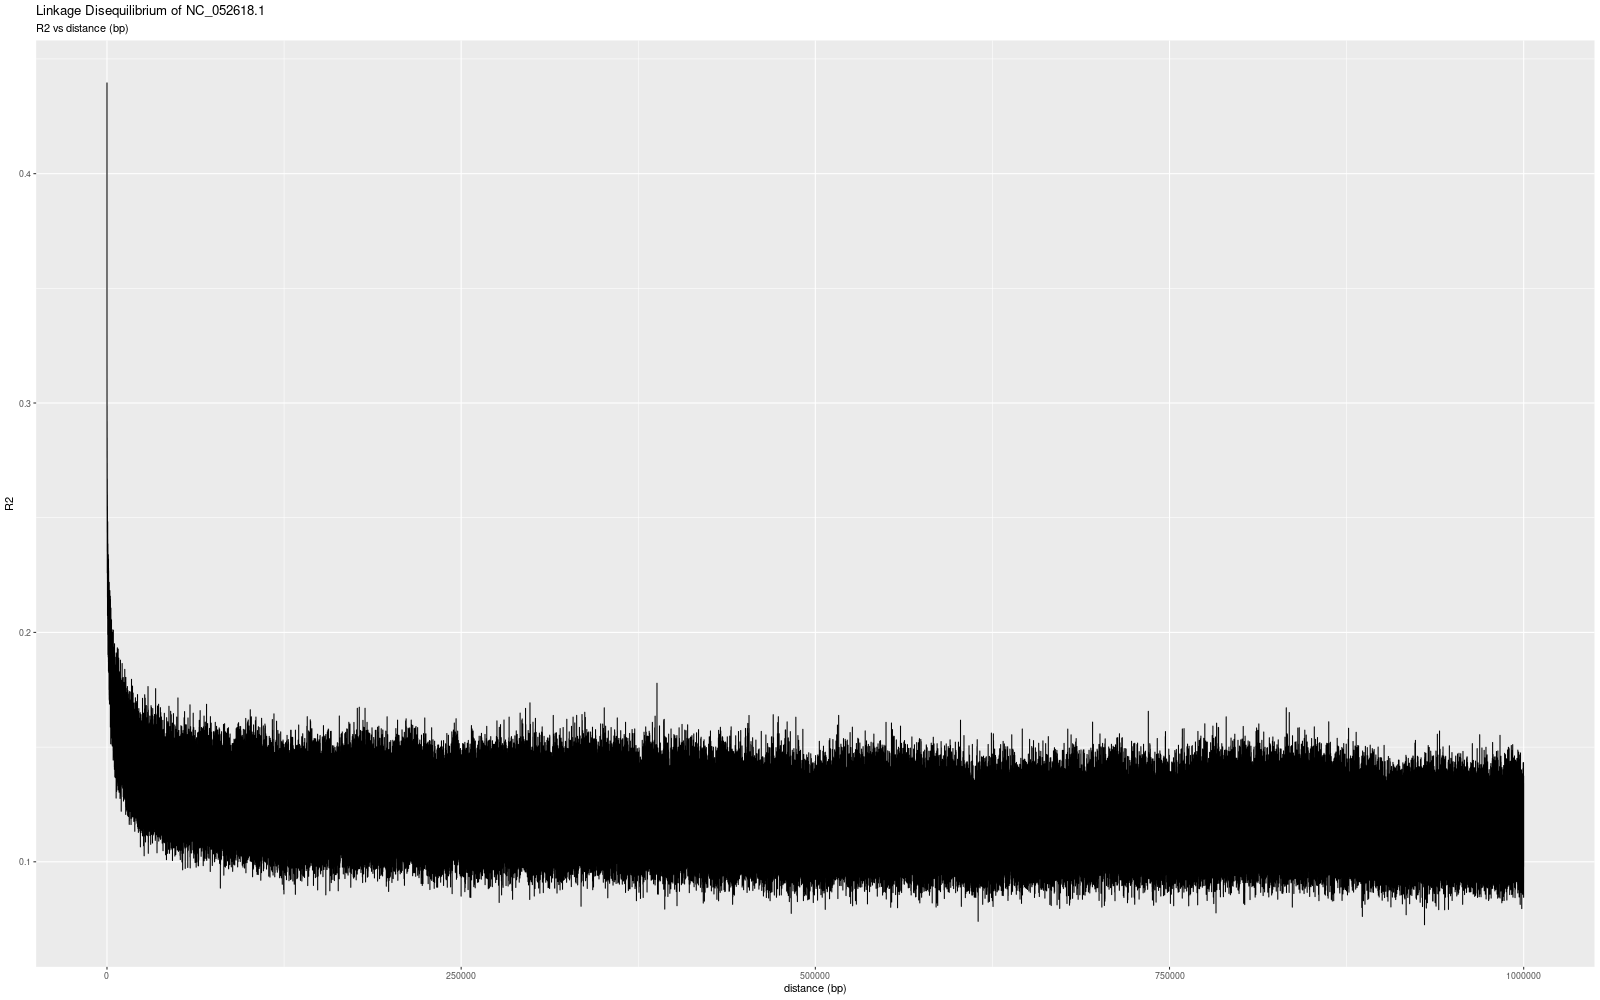 Linkage Disequilibrium of NC_052618.1
R2 vs distance (bp)
0.4
0.3
R2
0.2
0.1
0 250000 500000 750000 1000000
distance (bp)